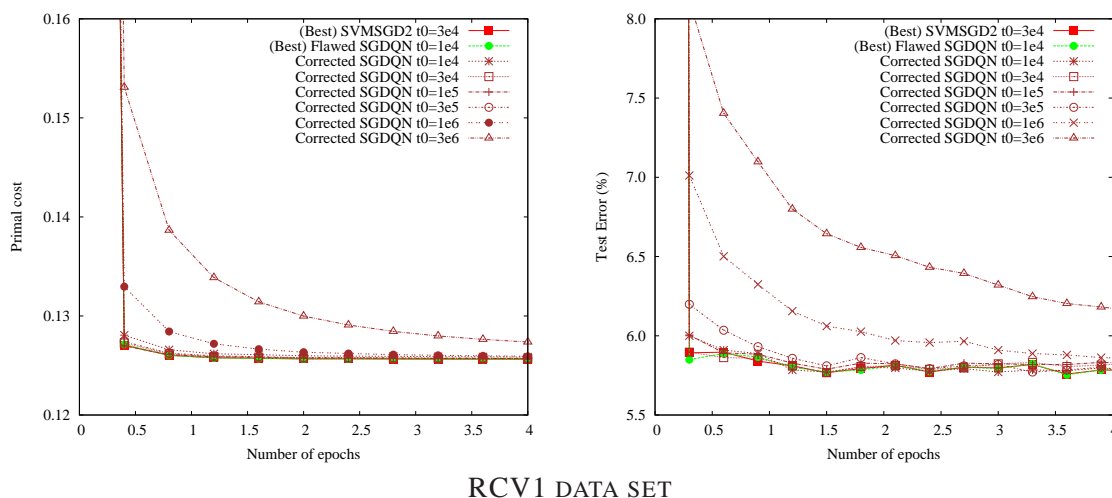 0.16
0.15
0.14
0.13
0.12
0
0.5
1
1.5
2
2.5
3
3.5
4
Primal cost
Number of epochs
(Best) SVMSGD2 t0=3e4
(Best) Flawed SGDQN t0=1e4
Corrected SGDQN t0=1e4
Corrected SGDQN t0=3e4
Corrected SGDQN t0=1e5
Corrected SGDQN t0=3e5
Corrected SGDQN t0=1e6
Corrected SGDQN t0=3e6
8.0
7.5
7.0
6.5
6.0
5.5
0
0.5
1
1.5
2
2.5
3
3.5
4
Test Error (%)
Number of epochs
(Best) SVMSGD2 t0=3e4
(Best) Flawed SGDQN t0=1e4
Corrected SGDQN t0=1e4
Corrected SGDQN t0=3e4
Corrected SGDQN t0=1e5
Corrected SGDQN t0=3e5
Corrected SGDQN t0=1e6
Corrected SGDQN t0=3e6
RCV1 DATA SET